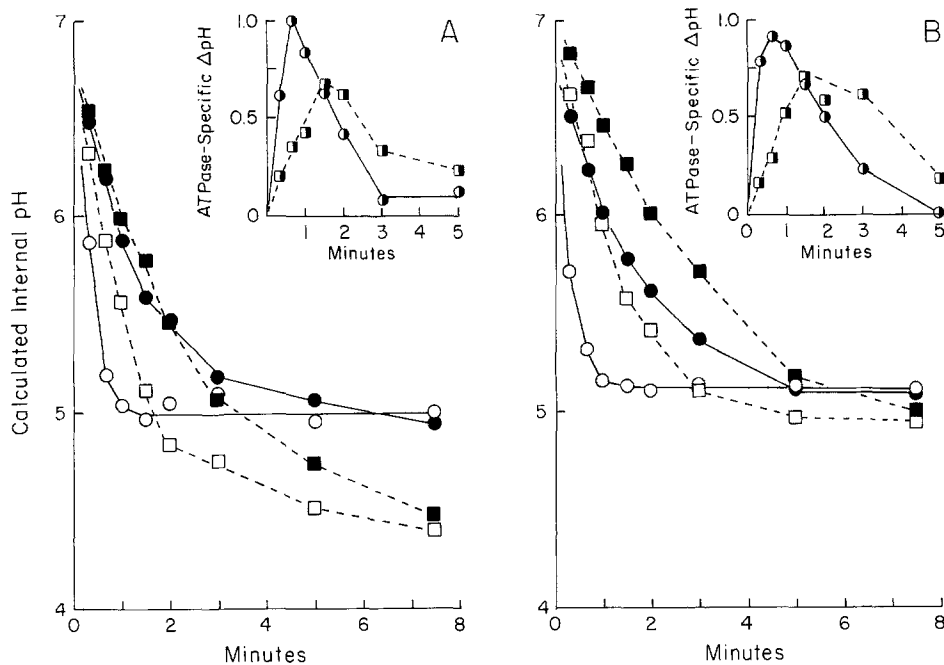 A
1.0
0.5
0
ATPase-Specific ΔpH
0 1 2 3 4 5
Minutes
7
6
5
4
Calculated Internal pH
0 2 4 6 8
Minutes
B
1.0
0.5
0
ATPase-Specific ΔpH
0 1 2 3 4 5
Minutes
7
6
5
4
0 2 4 6 8
Minutes